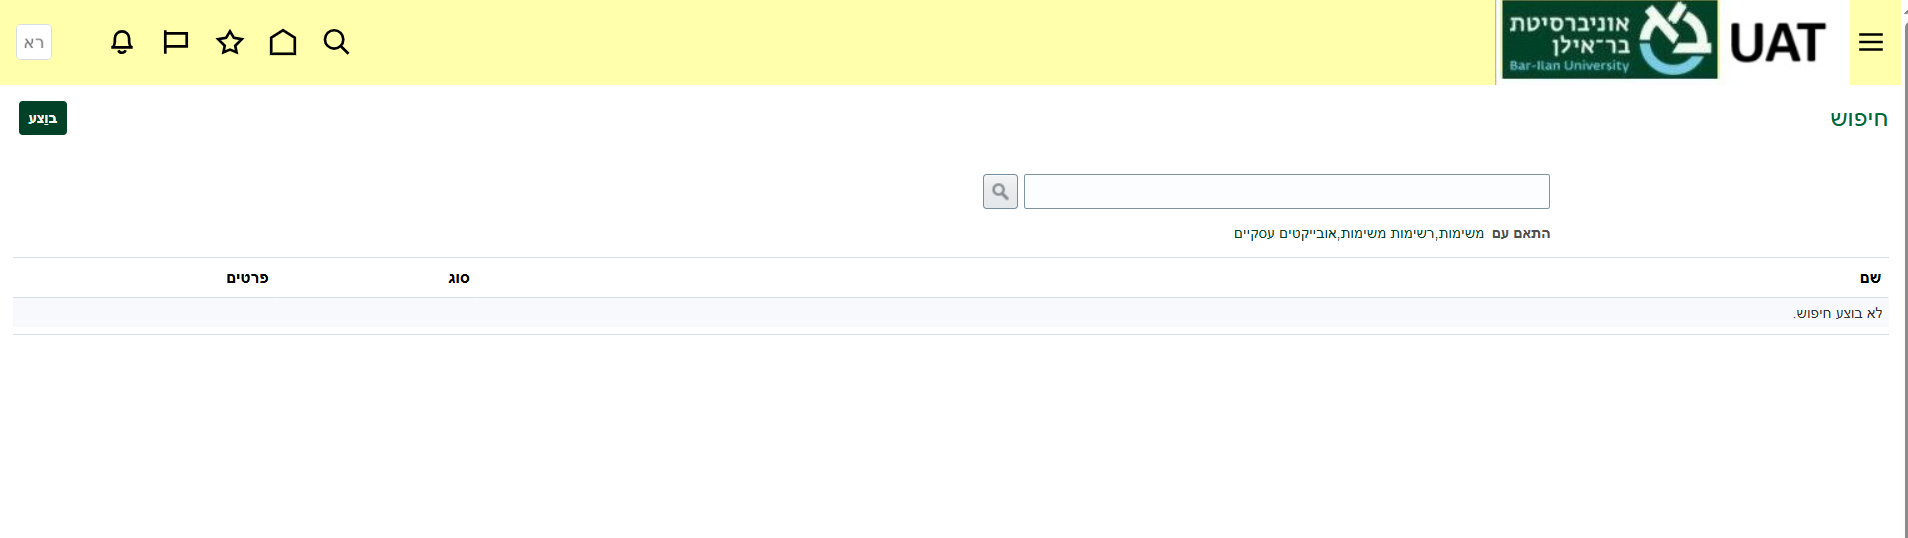 UAT
אוניברסיטת
בר־אילן
Bar-Ilan University
רא
חיפוש
בוצע
התאם עם משימות,רשימות משימות,אובייקטים עסקיים
שם סוג פרטים
לא בוצע חיפוש.